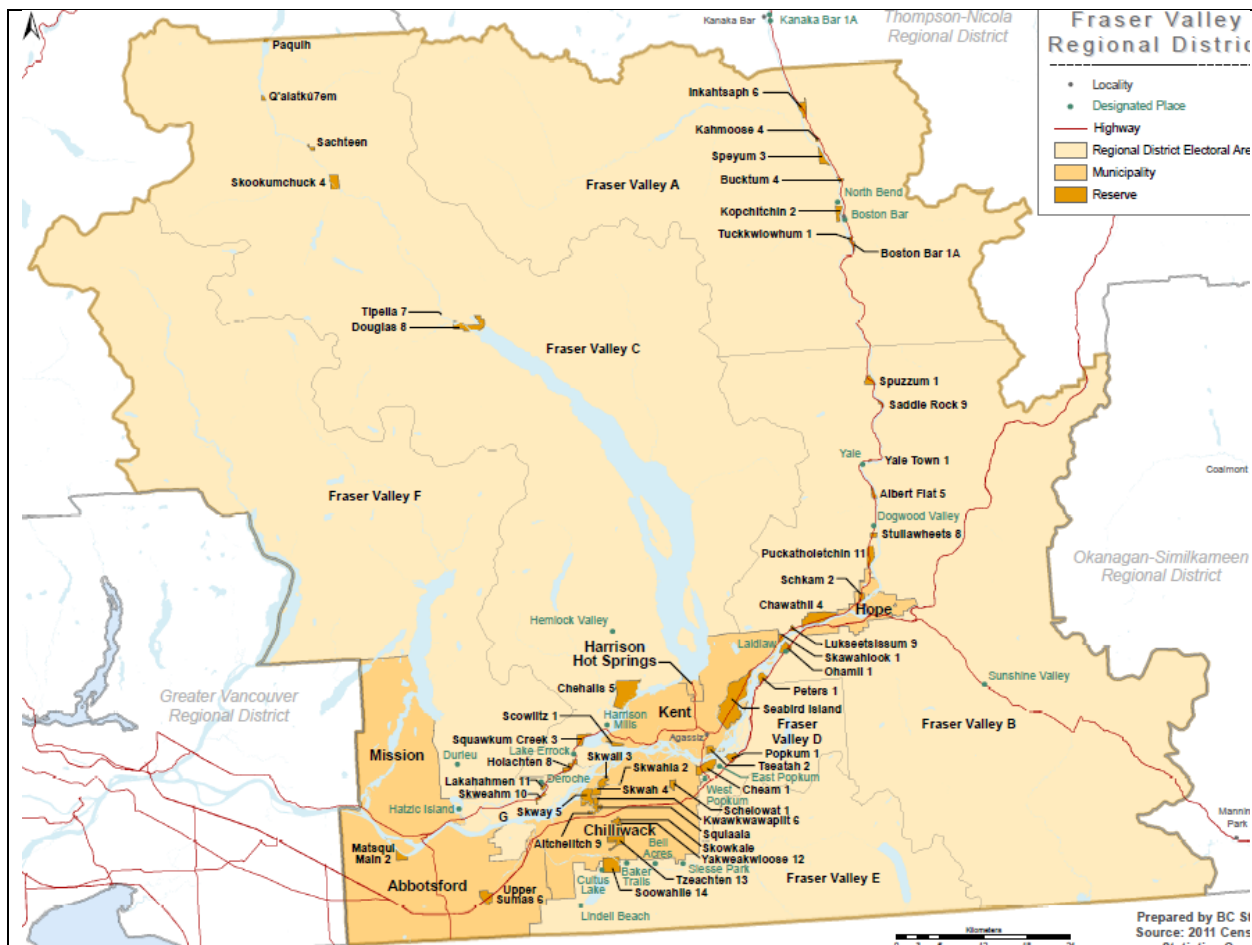 Kanaka Bar
Kanaka Bar 1A
Thompson-Nicola
Regional District
Fraser Valley
Regional Distric
Locality
Designated Place
Highway
Regional District Electoral Are
Municipality
Reserve
Paqulh
Q'alatkú7em
Sachteen
Skookumchuck 4
Inkahtsaph 6
Kahmoose 4
Speyum 3
Bucktum 4
North Bend
Kopchitchin 2
Boston Bar
Tuckkwiowhum 1
Boston Bar 1A
Fraser Valley A
Tipella 7
Douglas 8
Fraser Valley C
Spuzzum 1
Saddle Rock 9
Yale
Yale Town 1
Coalmont
Albert Flat 5
Fraser Valley F
Dogwood Valley
Stullawheets 8
Puckatholetchin 11
Okanagan-Similkameen
Regional District
Schkam 2
Chawathil 4
Hope
Hemlock Valley
Harrison
Hot Springs
Laidlaw
Lukseetsissum 9
Skawahlook 1
Ohamil 1
Sunshine Valley
Greater Vancouver
Regional District
Chehalis 5
Peters 1
Seabird Island
Kent
Scowlitz 1
Harrison
Mills
Fraser
Valley D
Fraser Valley B
Squawkum Creek 3
Agassiz
Mission
Durieu
Lake Errock
Holachten 8
Skwali 3
Skwahla 2
Popkum 1
Tseatah 2
East Popkum
Lakahahmen 11
Deroche
Skweahm 10
Skwah 4
West
Popkum
Cheam 1
Hatzic Island
G
Skway 5
Schelowat 1
Kwawkwawapilt 6
Manning
Park
Aitchelitch 9
Chilliwack
Squiaala
Skowkale
Yakweakwioose 12
Matsqui
Main 2
Bell
Acres
Slesse Park
Tzeachten 13
Fraser Valley E
Abbotsford
Upper
Sumas 6
Cultus
Lake
Baker
Trails
Soowahlie 14
Lindell Beach
Kilometers
Prepared by BC St
Source: 2011 Cens